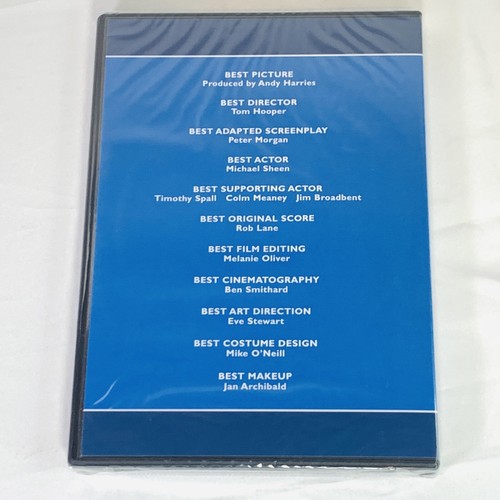 BEST PICTURE
Produced by Andy Harries
BEST DIRECTOR
Tom Hooper
BEST ADAPTED SCREENPLAY
Peter Morgan
BEST ACTOR
Michael Sheen
BEST SUPPORTING ACTOR
Timothy Spall Colm Meaney Jim Broadbent
BEST ORIGINAL SCORE
Rob Lane
BEST FILM EDITING
Melanie Oliver
BEST CINEMATOGRAPHY
Ben Smithard
BEST ART DIRECTION
Eve Stewart
BEST COSTUME DESIGN
Mike O'Neill
BEST MAKEUP
Jan Archibald